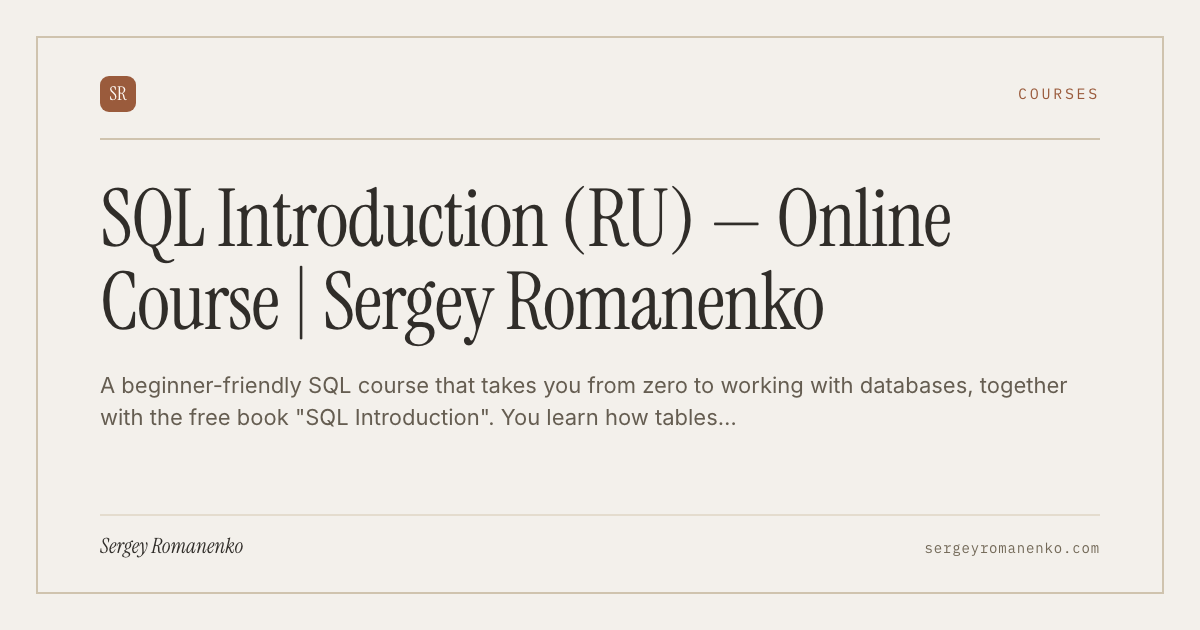 SR
COURSES
SQL Introduction (RU) — Online
Course | Sergey Romanenko
A beginner-friendly SQL course that takes you from zero to working with databases, together
with the free book "SQL Introduction". You learn how tables...
Sergey Romanenko
sergeyromanenko.com